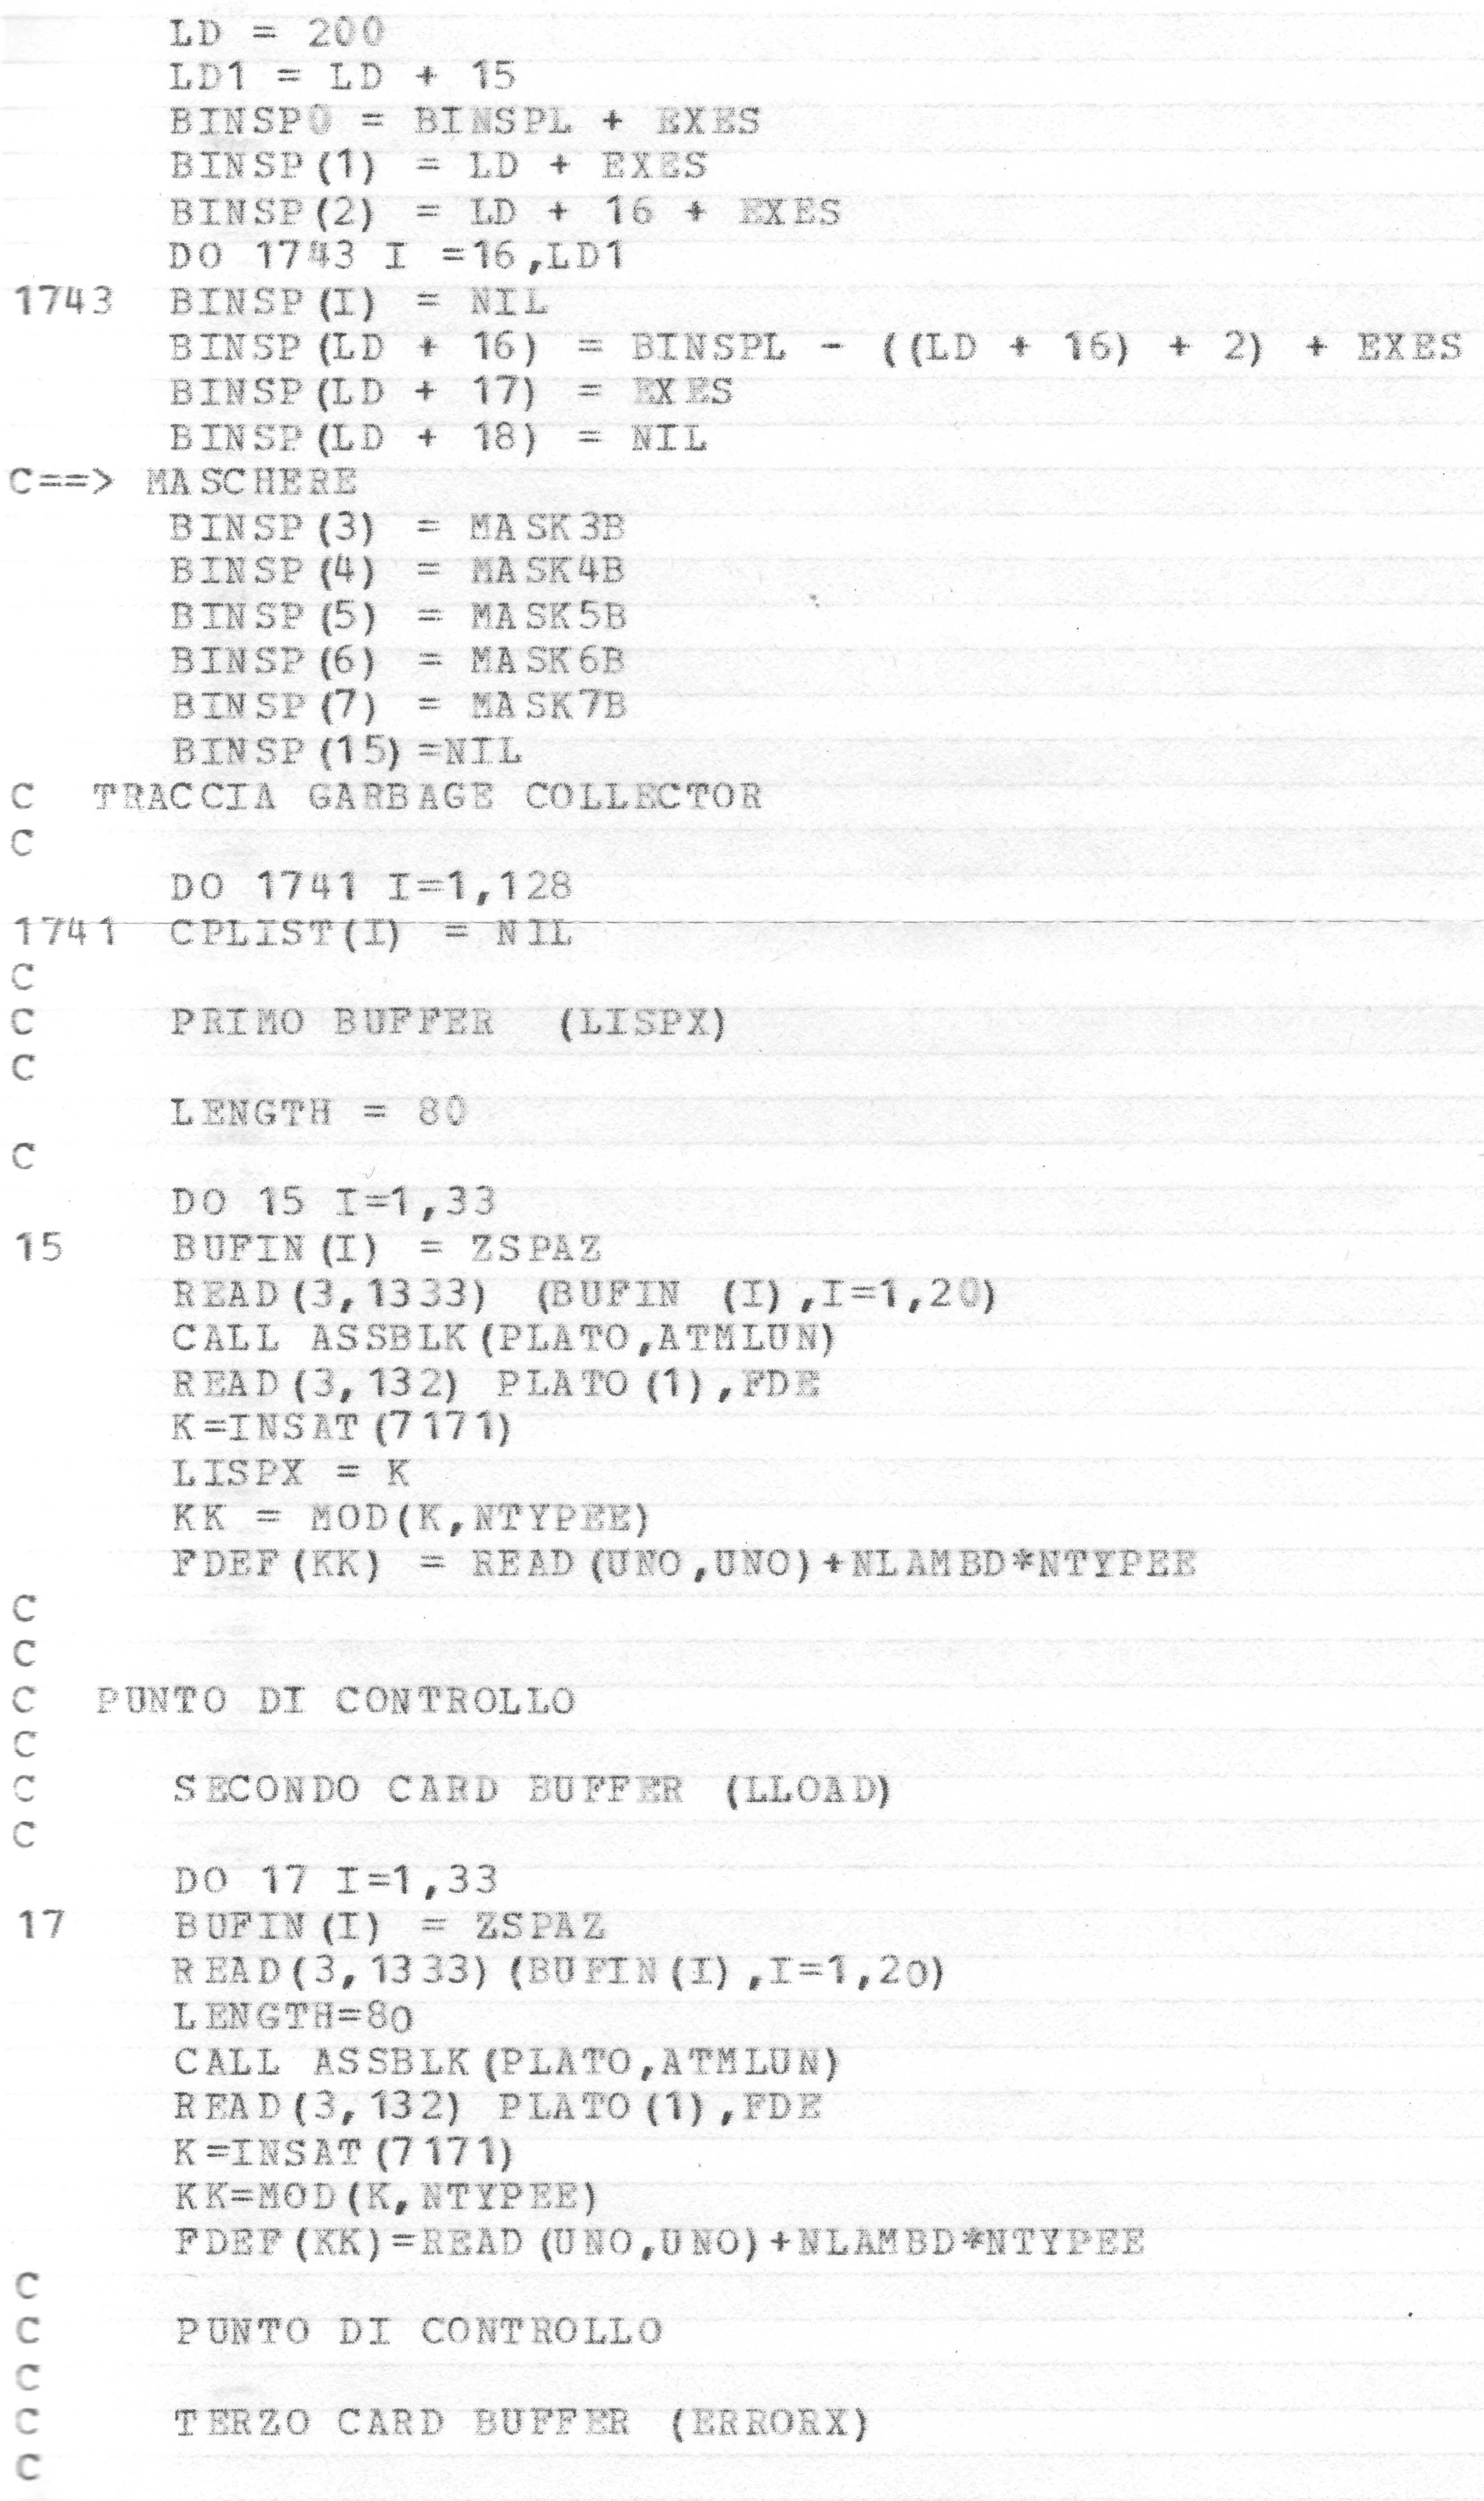 LD = 200
      LD1 = LD + 15
      BINSP0 = BINSPL + EXES
      BINSP(1) = LD + EXES
      BINSP(2) = LD + 16 + EXES
      DO 1743 I =16,LD1
1743  BINSP(I) = NIL
      BINSP(LD + 16) = BINSPL - ((LD + 16) + 2) + EXES
      BINSP(LD + 17) = EXES
      BINSP(LD + 18) = NIL
C==> MASCHERE
      BINSP(3) = MASK3B
      BINSP(4) = MASK4B
      BINSP(5) = MASK5B
      BINSP(6) = MASK6B
      BINSP(7) = MASK7B
      BINSP(15)=NIL
C  TRACCIA GARBAGE COLLECTOR
C
      DO 1741 I=1,128
1741  CPLIST(I) = NIL
C
C     PRIMO BUFFER  (LISPX)
C
      LENGTH = 80
C
      DO 15 I=1,33
15    BUFIN(I) = ZSPAZ
      READ(3,1333) (BUFIN (I),I=1,20)
      CALL ASSBLK(PLATO,ATMLUN)
      READ(3,132) PLATO(1),FDE
      K=INSAT(7171)
      LISPX = K
      KK = MOD(K,NTYPEE)
      FDEF(KK) = READ(UNO,UNO)+NLAMBD*NTYPEE
C
C
C  PUNTO DI CONTROLLO
C
C     SECONDO CARD BUFFER (LLOAD)
C
      DO 17 I=1,33
17    BUFIN(I) = ZSPAZ
      READ(3,1333)(BUFIN(I),I=1,20)
      LENGTH=80
      CALL ASSBLK(PLATO,ATMLUN)
      READ(3,132) PLATO(1),FDE
      K=INSAT(7171)
      KK=MOD(K,NTYPEE)
      FDEF(KK)=READ(UNO,UNO)+NLAMBD*NTYPEE
C
C     PUNTO DI CONTROLLO
C
C     TERZO CARD BUFFER (ERRORX)
C